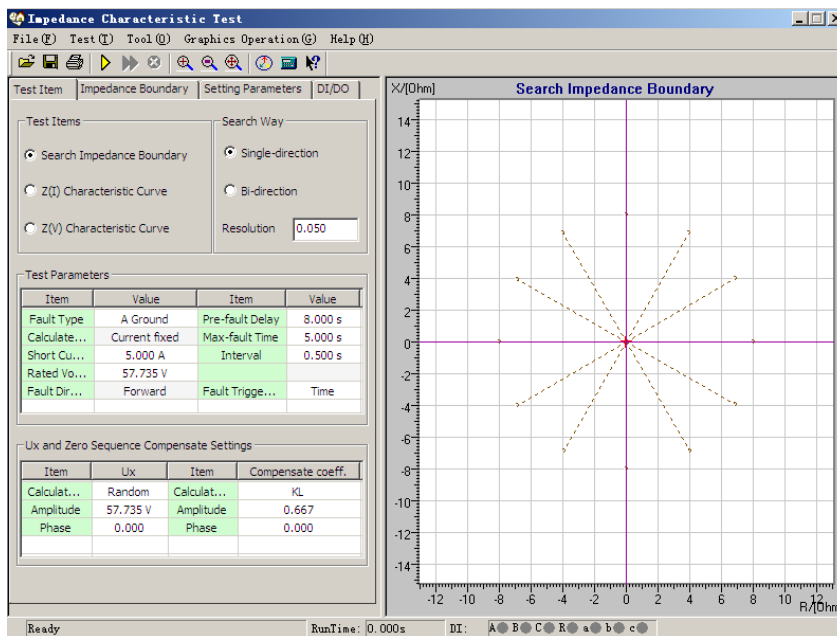 Impedance Characteristic Test
File(F) Test(T) Tool(O) Graphics Operation(G) Help(H)
Test Item Impedance Boundary Setting Parameters DI/DO
Test Items
Search Impedance Boundary
Z(I) Characteristic Curve
Z(V) Characteristic Curve
Search Way
Single-direction
Bi-direction
Resolution 0.050
Test Parameters
Item Value Item Value
Fault Type A Ground Pre-fault Delay 8.000 s
Calculate... Current fixed Max-fault Time 5.000 s
Short Cu... 5.000 A Interval 0.500 s
Rated Vo... 57.735 V
Fault Dir... Forward Fault Trigge... Time
Ux and Zero Sequence Compensate Settings
Item Ux Item Compensate coeff.
Calculat... Random Calculat... KL
Amplitude 57.735 V Amplitude 0.667
Phase 0.000 Phase 0.000
X/[Ohm] Search Impedance Boundary
14
12
10
8
6
4
2
0
-2
-4
-6
-8
-10
-12
-14
-12 -10 -8 -6 -4 -2 0 2 4 6 8 10 12
R/[Ohm
Ready RunTime: 0.000s DI: A B C R a b c